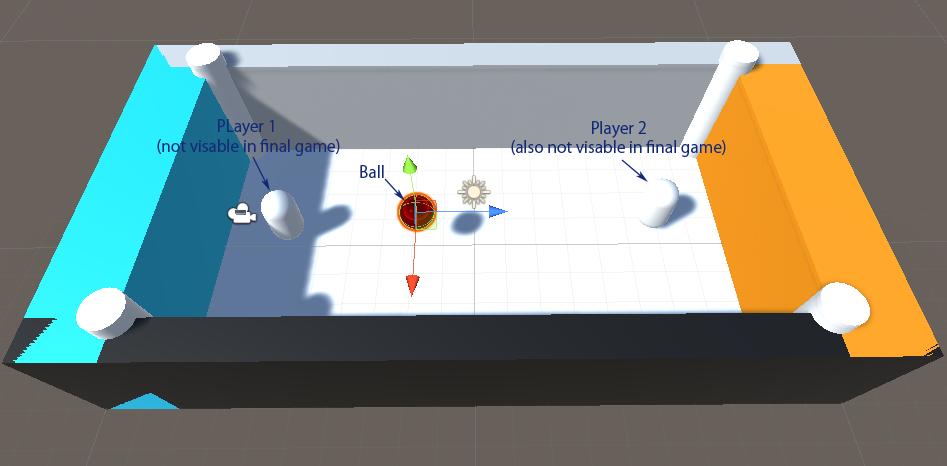 PLayer 1
(not visable in final game)
Player 2
(also not visable in final game)
Ball